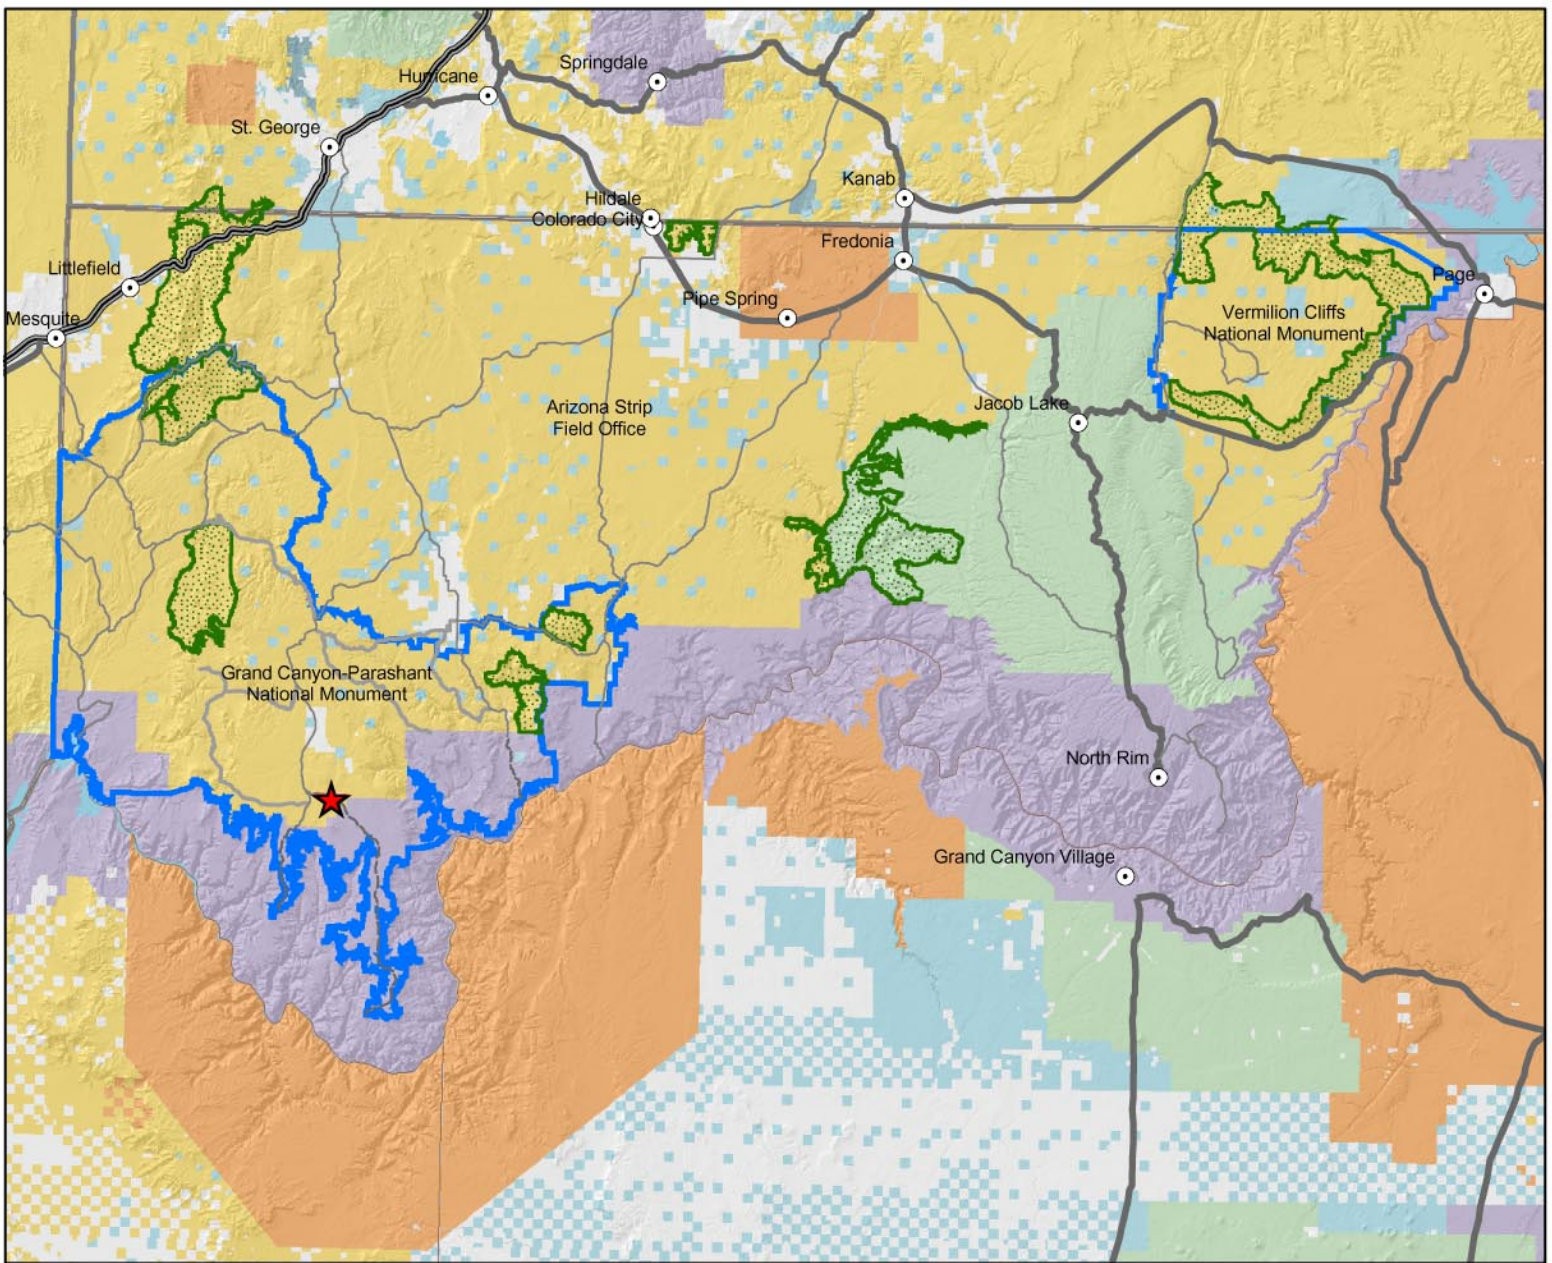 Springdale
Hurricane
St. George
Kanab
Hildale
Colorado City
Fredonia
Littlefield
Page
Pipe Spring
Mesquite
Vermilion Cliffs
National Monument
Arizona Strip
Field Office
Jacob Lake
Grand Canyon-Parashant
National Monument
North Rim
Grand Canyon Village